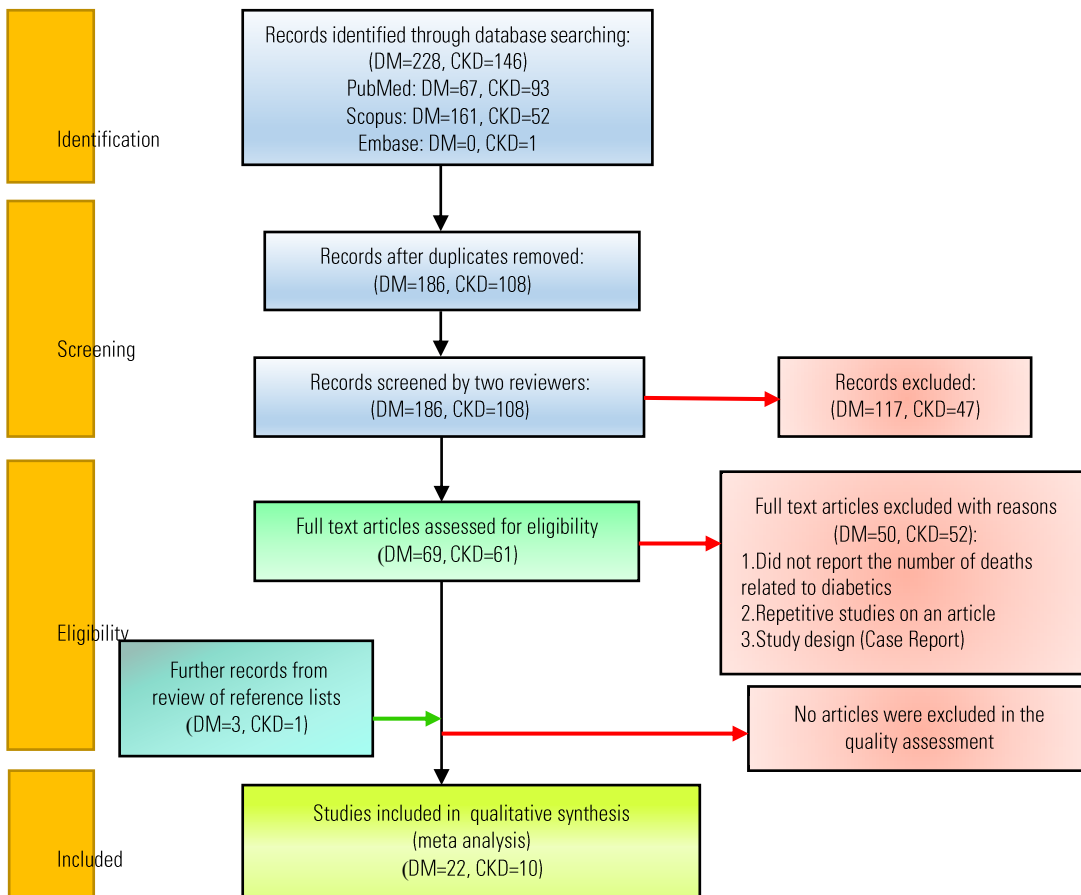 Identification
Records identified through database searching:
(DM=228, CKD=146)
PubMed: DM=67, CKD=93
Scopus: DM=161, CKD=52
Embase: DM=0, CKD=1
Screening
Records after duplicates removed:
(DM=186, CKD=108)
Records screened by two reviewers:
(DM=186, CKD=108)
Records excluded:
(DM=117, CKD=47)
Eligibility
Full text articles assessed for eligibility
(DM=69, CKD=61)
Full text articles excluded with reasons
(DM=50, CKD=52):
1.Did not report the number of deaths
related to diabetics
2.Repetitive studies on an article
3.Study design (Case Report)
Further records from
review of reference lists
(DM=3, CKD=1)
No articles were excluded in the
quality assessment
Included
Studies included in qualitative synthesis
(meta analysis)
(DM=22, CKD=10)